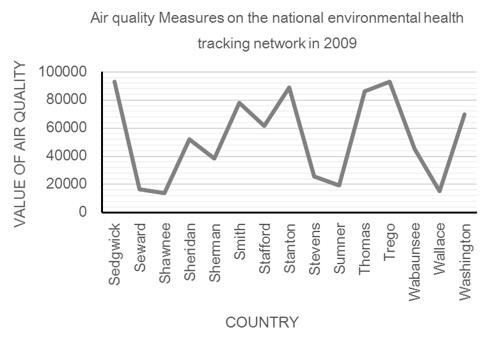 Air quality Measures on the national environmental health
tracking network in 2009
VALUE OF AIR QUALITY
100000
80000
60000
40000
20000
0
Sedgwick
Seward
Shawnee
Sheridan
Sherman
Smith
Stafford
Stanton
Stevens
Sumner
Thomas
Trego
Wabaunsee
Wallace
Washington
COUNTRY